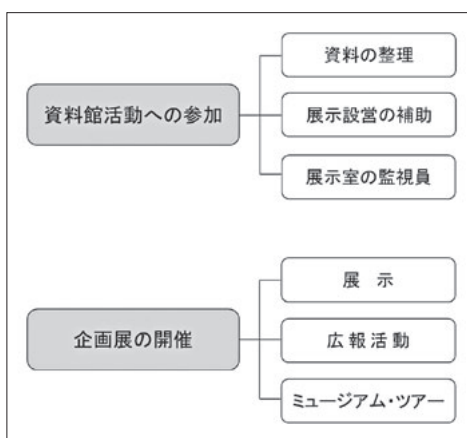 資料館活動への参加
資料の整理
展示設営の補助
展示室の監視員
企画展の開催
展　示
広報活動
ミュージアム・ツアー